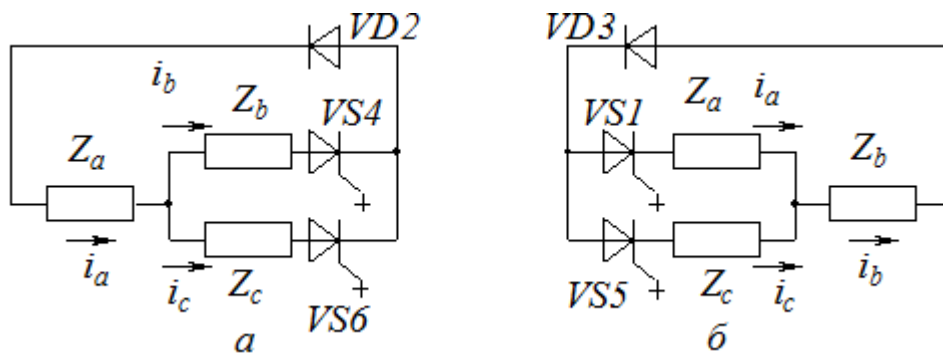 VD2
i_b
Z_b
VS4
Z_a
i_a
i_c
Z_c
VS6
а
VD3
VS1
Z_a
i_a
Z_b
VS5
Z_c
i_c
i_b
б